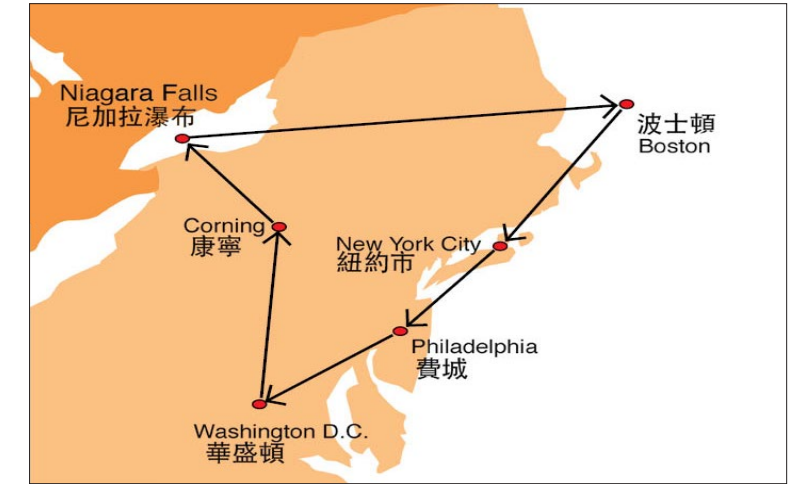 Niagara Falls
尼加拉瀑布
波士頓
Boston
Corning
康寧
New York City
紐約市
Philadelphia
費城
Washington D.C.
華盛頓